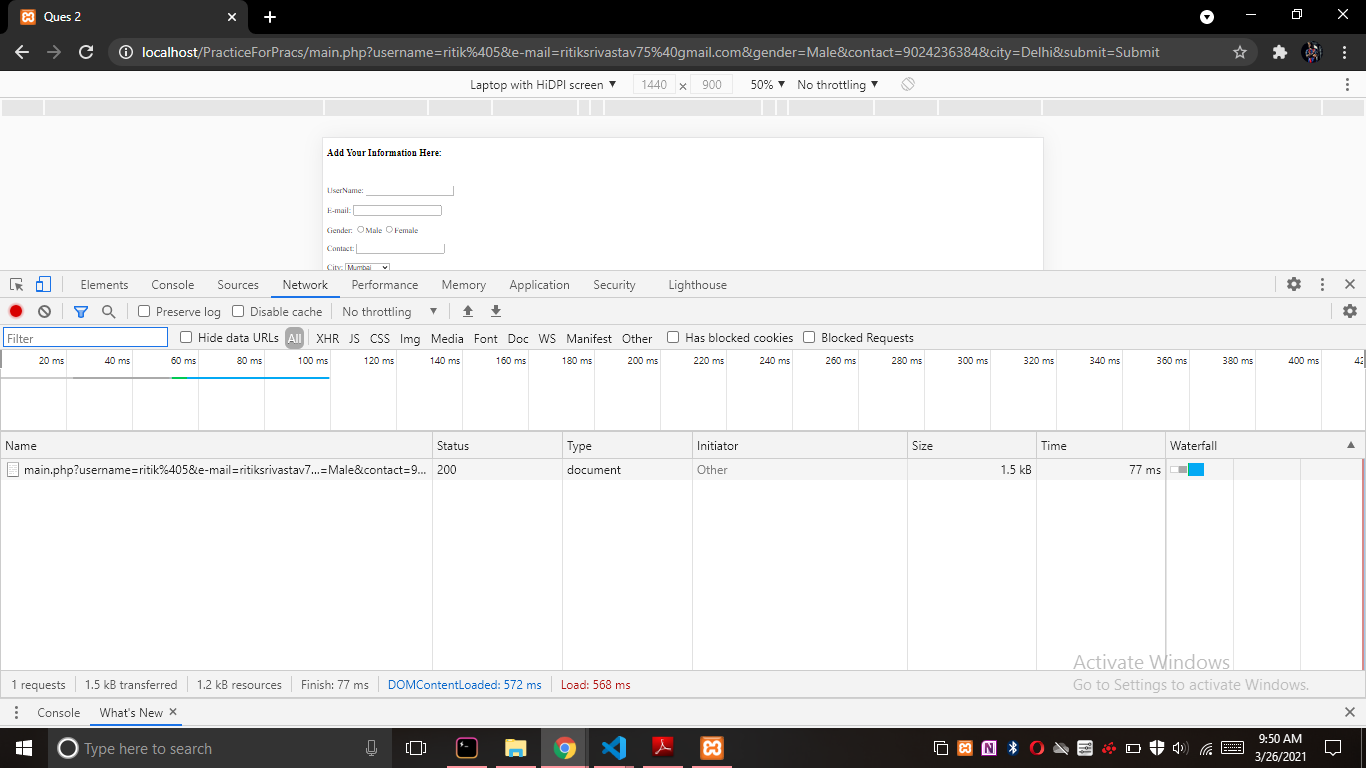 Ques 2
localhost/PracticeForPracs/main.php?username=ritik%405&e-mail=ritiksrivastav75%40gmail.com&gender=Male&contact=9024236384&city=Delhi&submit=Submit
Laptop with HiDPI screen ▼ 1440 × 900 50% ▼ No throttling ▼
Add Your Information Here:
UserName:
E-mail:
Gender: Male Female
Contact:
City: Mumbai
Elements Console Sources Network Performance Memory Application Security Lighthouse
Preserve log Disable cache No throttling ▼
Filter Hide data URLs All XHR JS CSS Img Media Font Doc WS Manifest Other Has blocked cookies Blocked Requests
20 ms 40 ms 60 ms 80 ms 100 ms 120 ms 140 ms 160 ms 180 ms 200 ms 220 ms 240 ms 260 ms 280 ms 300 ms 320 ms 340 ms 360 ms 380 ms 400 ms
Name Status Type Initiator Size Time Waterfall
main.php?username=ritik%405&e-mail=ritiksrivastav7...=Male&contact=9... 200 document Other 1.5 kB 77 ms
Activate Windows
Go to Settings to activate Windows.
1 requests 1.5 kB transferred 1.2 kB resources Finish: 77 ms DOMContentLoaded: 572 ms Load: 568 ms
Console What's New
Type here to search
9:50 AM
3/26/2021